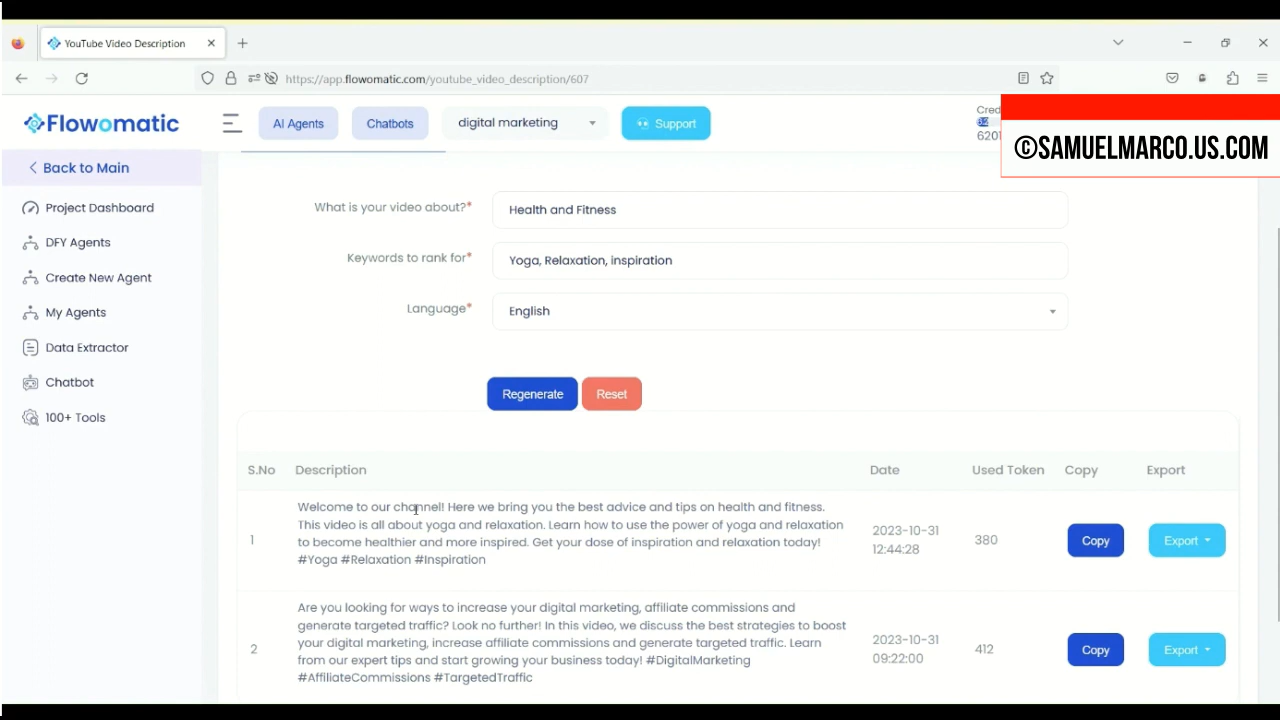 YouTube Video Description
https://app.flowomatic.com/youtube_video_description/607
Flowomatic
AI Agents
Chatbots
digital marketing
Support
6201
©SAMUELMARCO.US.COM
Back to Main
Project Dashboard
DFY Agents
Create New Agent
My Agents
Data Extractor
Chatbot
100+ Tools
What is your video about?*
Health and Fitness
Keywords to rank for*
Yoga, Relaxation, inspiration
Language*
English
Regenerate
Reset
S.No Description Date Used Token Copy Export
1
Welcome to our channel! Here we bring you the best advice and tips on health and fitness.
This video is all about yoga and relaxation. Learn how to use the power of yoga and relaxation
to become healthier and more inspired. Get your dose of inspiration and relaxation today!
#Yoga #Relaxation #Inspiration
2023-10-31
12:44:28
380
Copy
Export
2
Are you looking for ways to increase your digital marketing, affiliate commissions and
generate targeted traffic? Look no further! In this video, we discuss the best strategies to boost
your digital marketing, increase affiliate commissions and generate targeted traffic. Learn
from our expert tips and start growing your business today! #DigitalMarketing
#AffiliateCommissions #TargetedTraffic
2023-10-31
09:22:00
412
Copy
Export